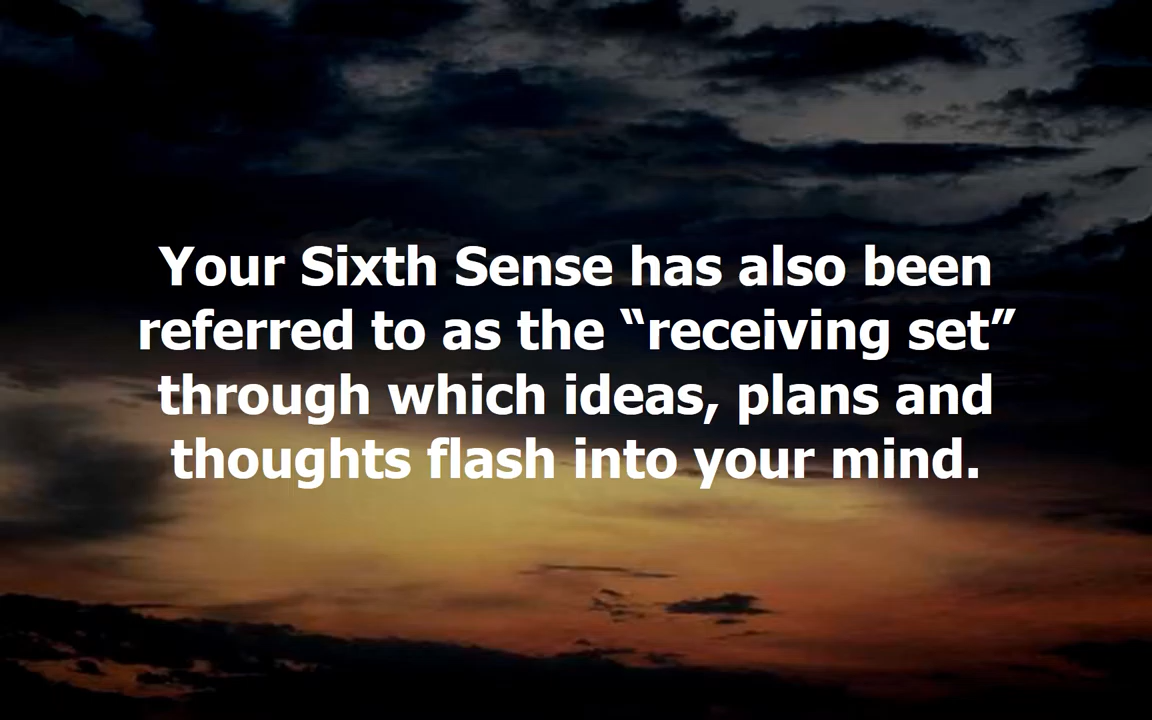 Your Sixth Sense has also been
referred to as the “receiving set”
through which ideas, plans and
thoughts flash into your mind.